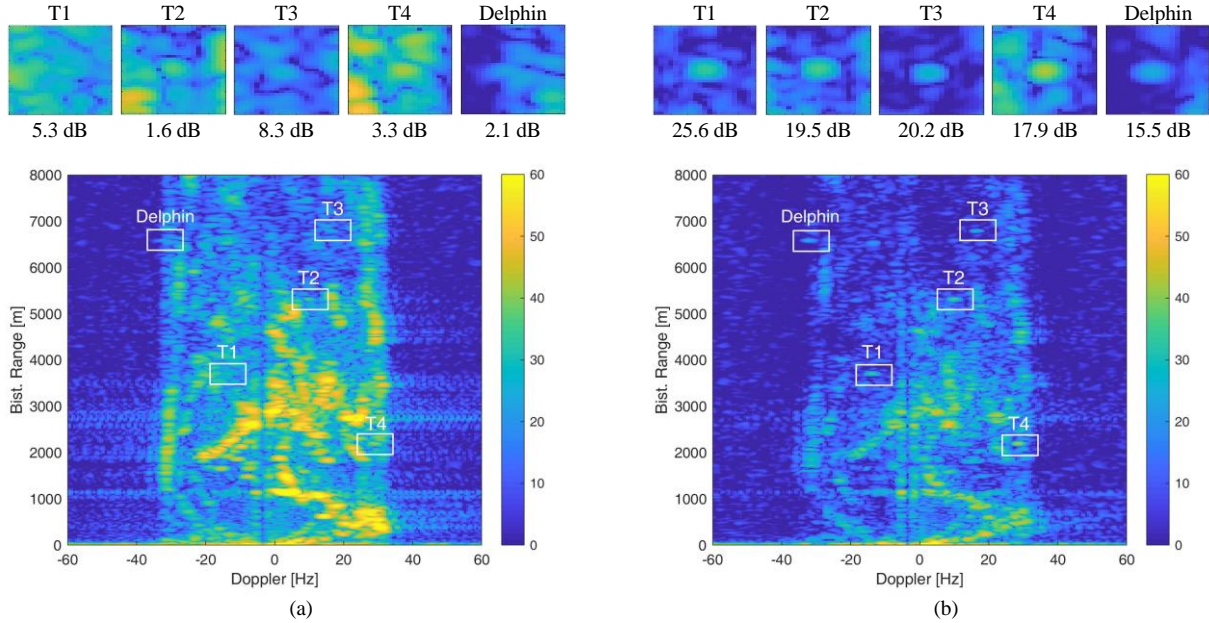 T1 T2 T3 T4 Delphin
5.3 dB 1.6 dB 8.3 dB 3.3 dB 2.1 dB
8000
7000
6000
5000
4000
3000
2000
1000
0
Bist. Range [m]
Delphin
T3
T2
T1
T4
-60 -40 -20 0 20 40 60
Doppler [Hz]
60
50
40
30
20
10
0
(a)
T1 T2 T3 T4 Delphin
25.6 dB 19.5 dB 20.2 dB 17.9 dB 15.5 dB
8000
7000
6000
5000
4000
3000
2000
1000
0
Bist. Range [m]
Delphin
T3
T2
T1
T4
-60 -40 -20 0 20 40 60
Doppler [Hz]
60
50
40
30
20
10
0
(b)